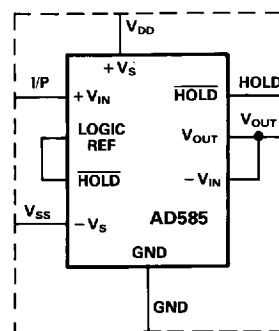 VDD
I/P
+VS
+VIN
HOLD
HOLD
LOGIC
REF
VOUT
VOUT
HOLD
-VIN
VSS
-VS
AD585
GND
GND